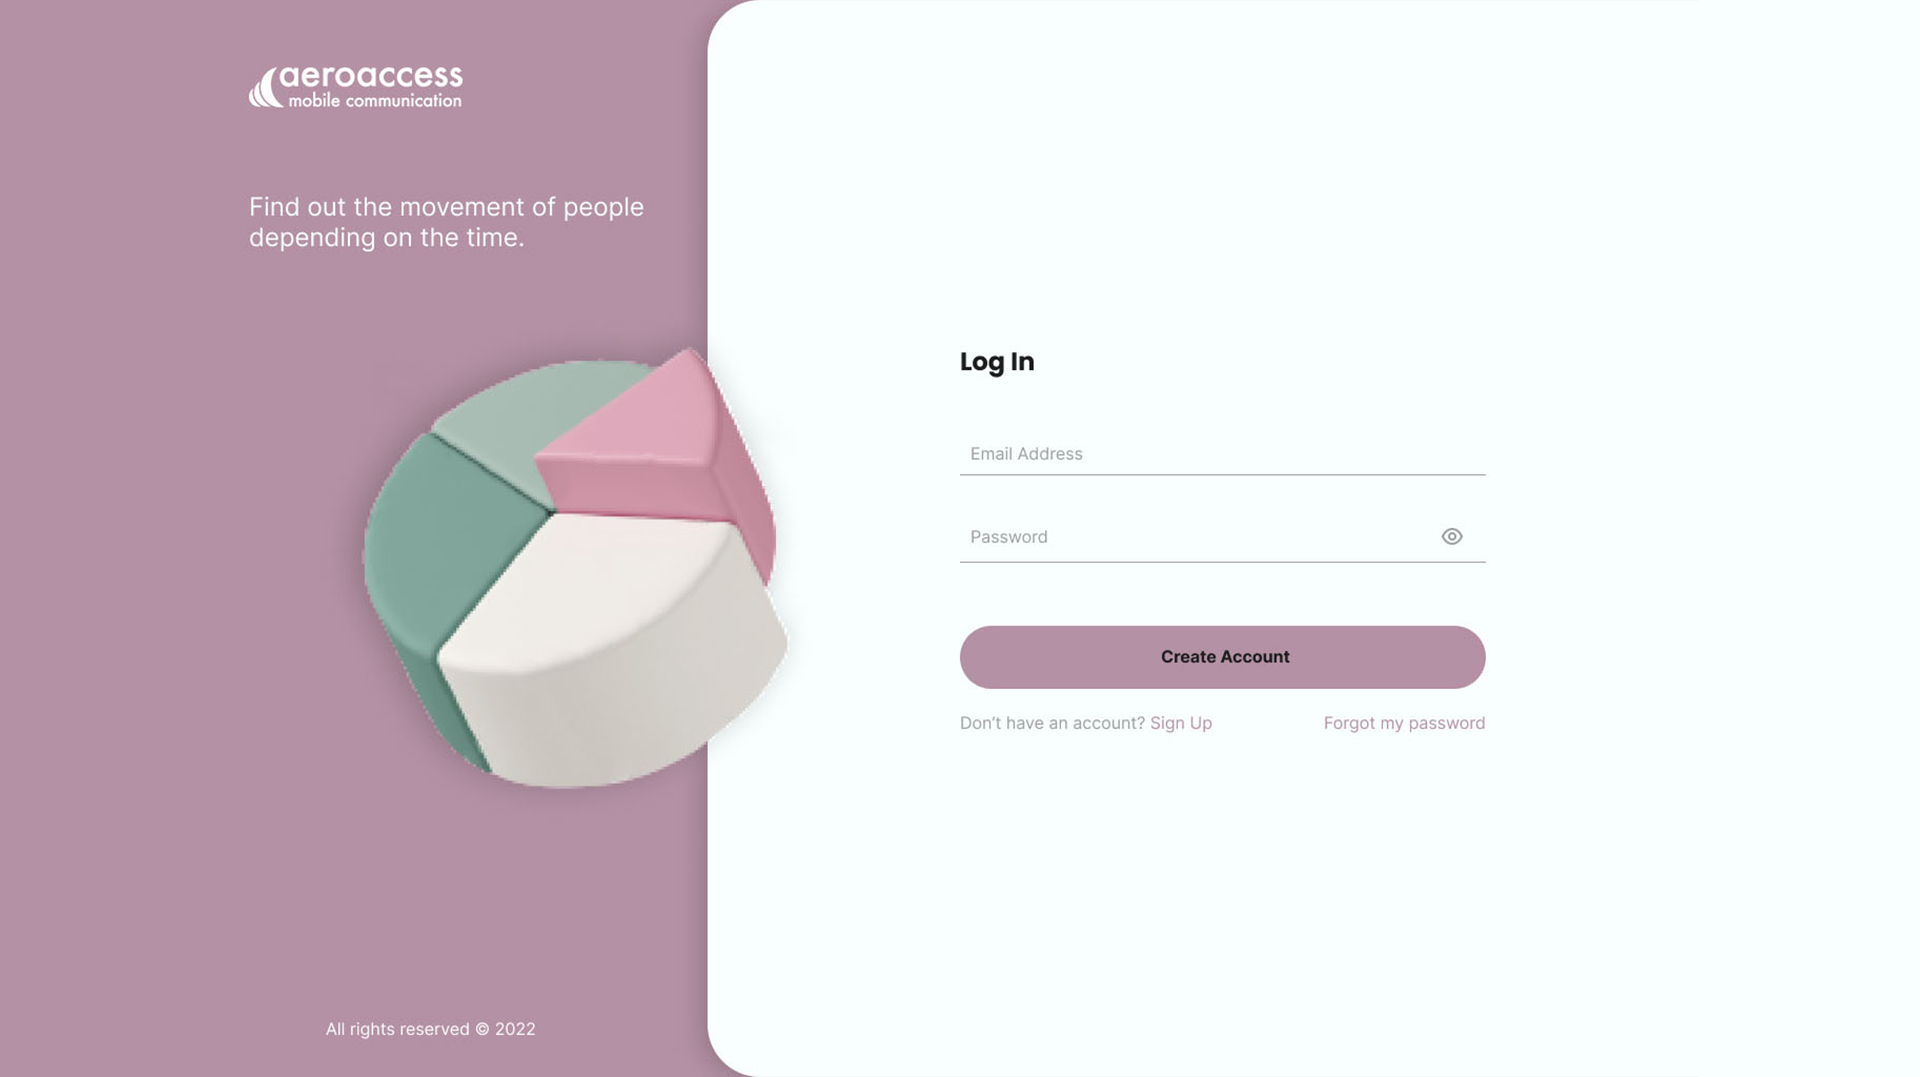 aeroaccess
mobile communication
Find out the movement of people
depending on the time.
Log In
Email Address
Password
Create Account
Don’t have an account? Sign Up
Forgot my password
All rights reserved © 2022